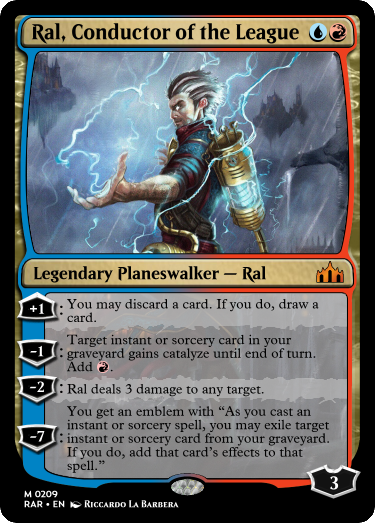 Ral, Conductor of the League
Legendary Planeswalker — Ral
+1: You may discard a card. If you do, draw a
card.
-1: Target instant or sorcery card in your
graveyard gains catalyze until end of turn.
Add .
-2: Ral deals 3 damage to any target.
-7: You get an emblem with “As you cast an
instant or sorcery spell, you may exile target
instant or sorcery card from your graveyard.
If you do, add that card's effects to that
spell.”
3
M 0209
RAR • EN Riccardo La Barbera